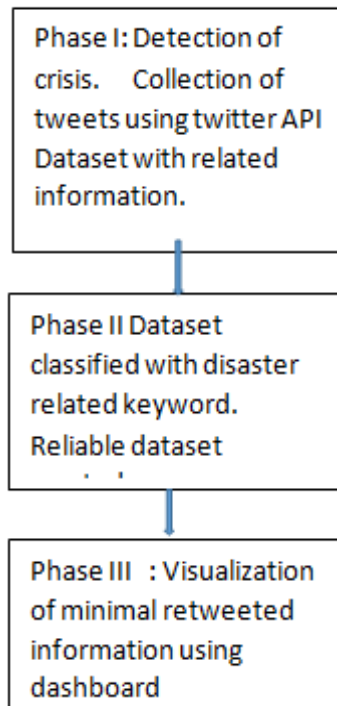 Phase I: Detection of
crisis. Collection of
tweets using twitter API
Dataset with related
information.
Phase II Dataset
classified with disaster
related keyword.
Reliable dataset
Phase III : Visualization
of minimal retweeted
information using
dashboard